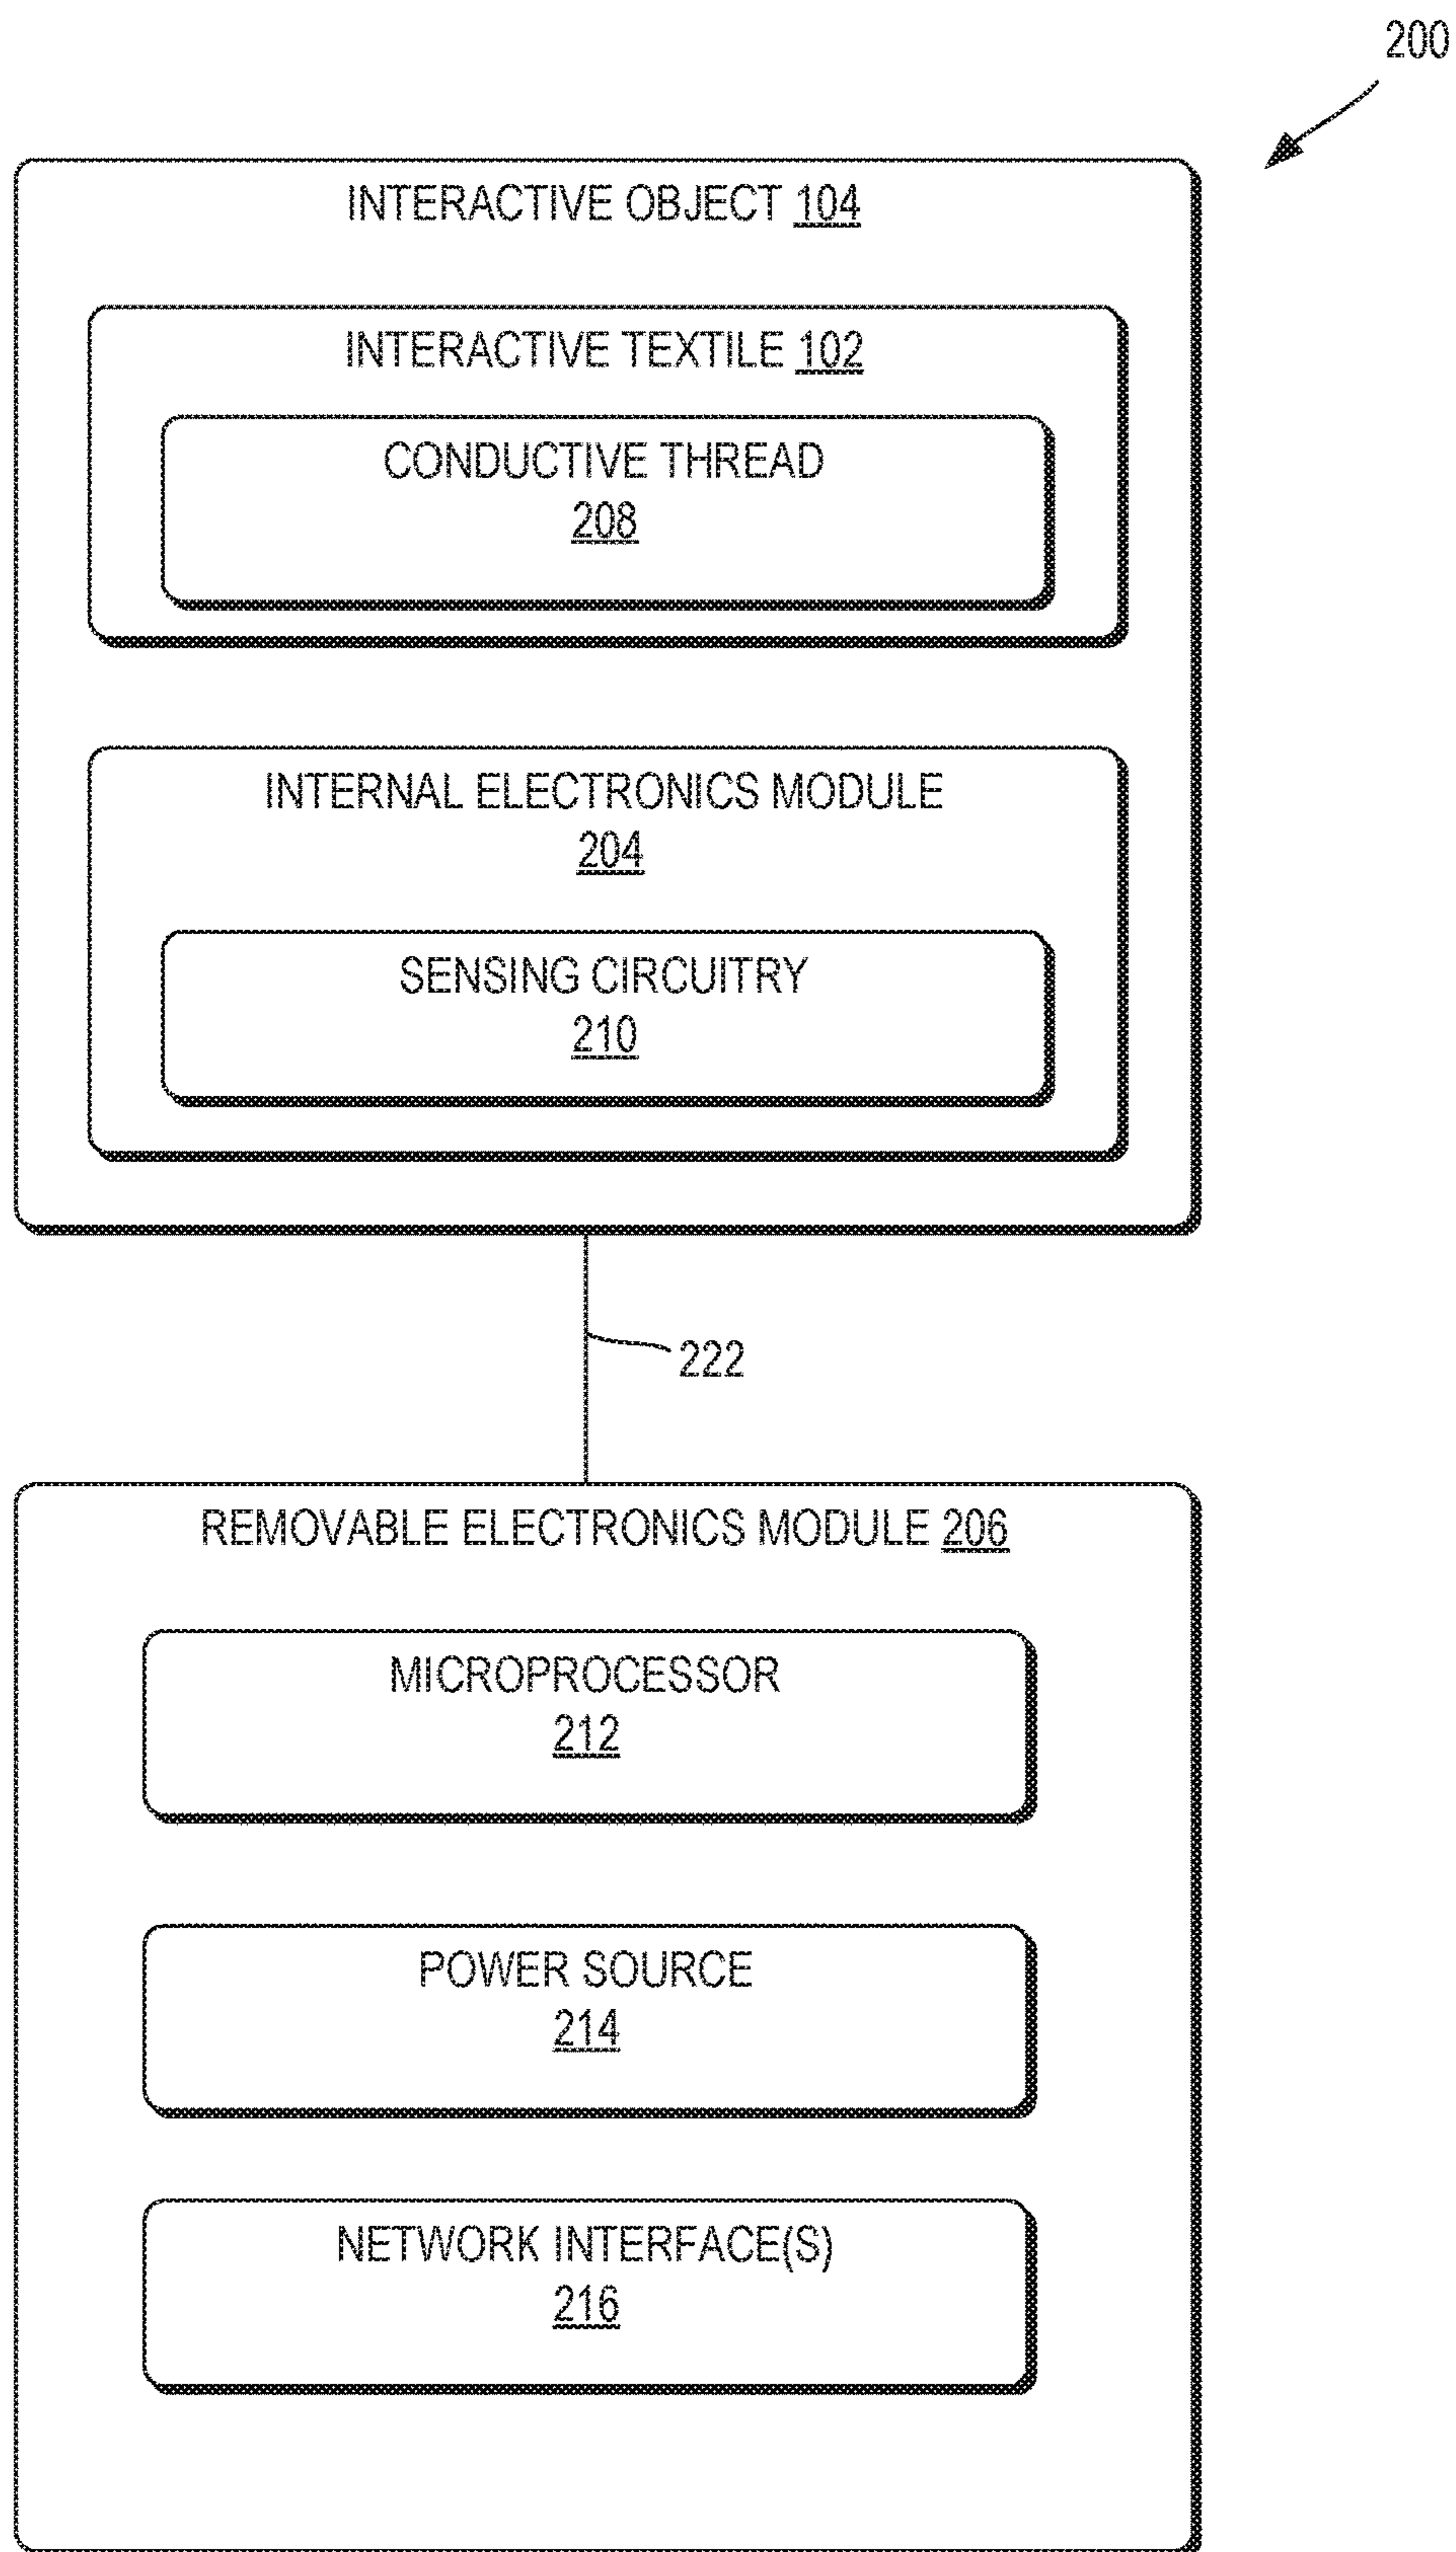 200
INTERACTIVE OBJECT 104
INTERACTIVE TEXTILE 102
CONDUCTIVE THREAD
208
INTERNAL ELECTRONICS MODULE
204
SENSING CIRCUITRY
210
222
REMOVABLE ELECTRONICS MODULE 206
MICROPROCESSOR
212
POWER SOURCE
214
NETWORK INTERFACE(S)
216